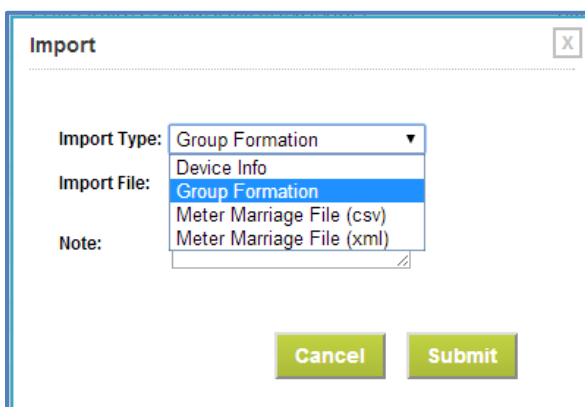 Import
X
Import Type: Group Formation
Device Info
Import File: Group Formation
Meter Marriage File (csv)
Note: Meter Marriage File (xml)
Cancel Submit